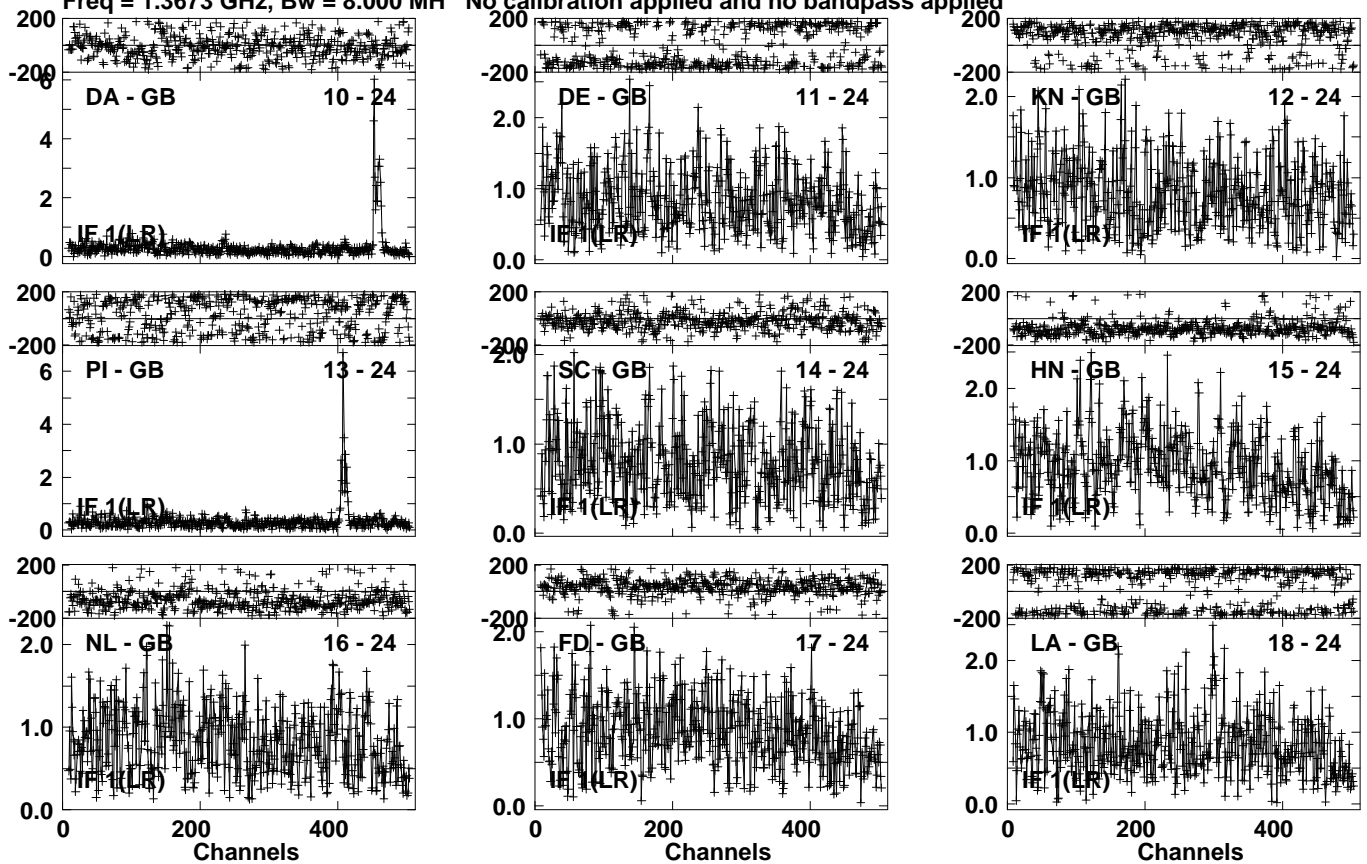 Freq = 1.3673 GHz, Bw = 8.000 MH No calibration applied and no bandpass applied
200 200 200
-200 -200 -200
6
DA - GB 10 - 24 DE - GB 11 - 24 KN - GB 12 - 24
2.0 2.0
4
1.0 1.0
2
IF 1(LR) IF 1(LR) IF 1(LR)
0 0.0 0.0
200 200 200
-200 -200 -200
2.0
PI - GB 13 - 24 SC - GB 14 - 24 HN - GB 15 - 24
6 2.0
4
1.0 1.0
2
IF 1(LR) IF 1(LR) IF 1(LR)
0 0.0 0.0
200 200 200
-200 -200 -200
NL - GB 16 - 24 FD - GB 17 - 24 LA - GB 18 - 24
2.0 2.0 2.0
1.0 1.0 1.0
IF 1(LR) IF 1(LR) IF 1(LR)
0.0 0.0 0.0
0 200 400 0 200 400 0 200 400
Channels Channels Channels